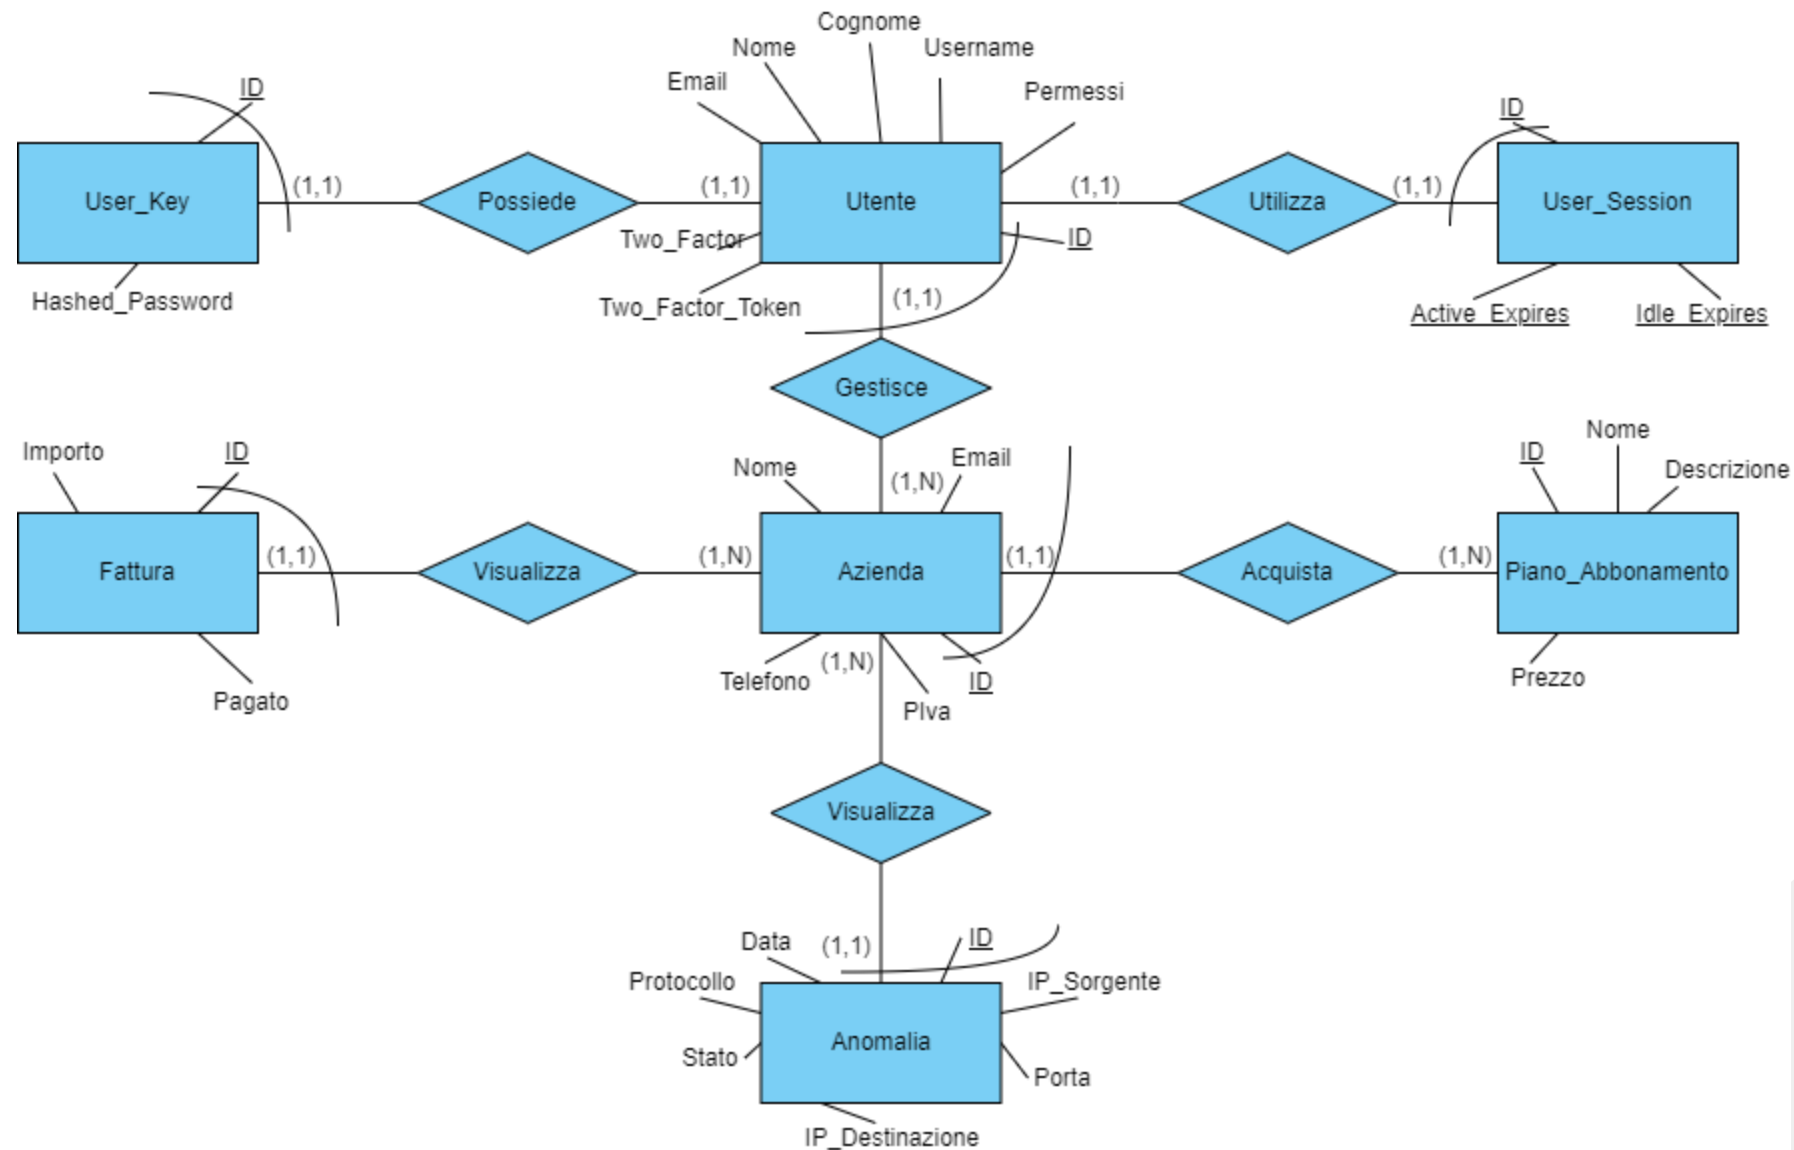 Cognome
Nome
Username
Email
Permessi
ID
ID
User_Key
(1,1)
Possiede
(1,1)
Utente
(1,1)
Utilizza
(1,1)
User_Session
Two_Factor
ID
Hashed_Password
Two_Factor_Token
(1,1)
Active_Expires
Idle_Expires
Gestisce
Importo
ID
Nome
Email
(1,N)
ID
Nome
Descrizione
Fattura
(1,1)
Visualizza
(1,N)
Azienda
(1,1)
Acquista
(1,N)
Piano_Abbonamento
Pagato
Telefono
(1,N)
PIva
ID
Prezzo
Visualizza
Data
(1,1)
ID
Protocollo
IP_Sorgente
Stato
Anomalia
Porta
IP_Destinazione